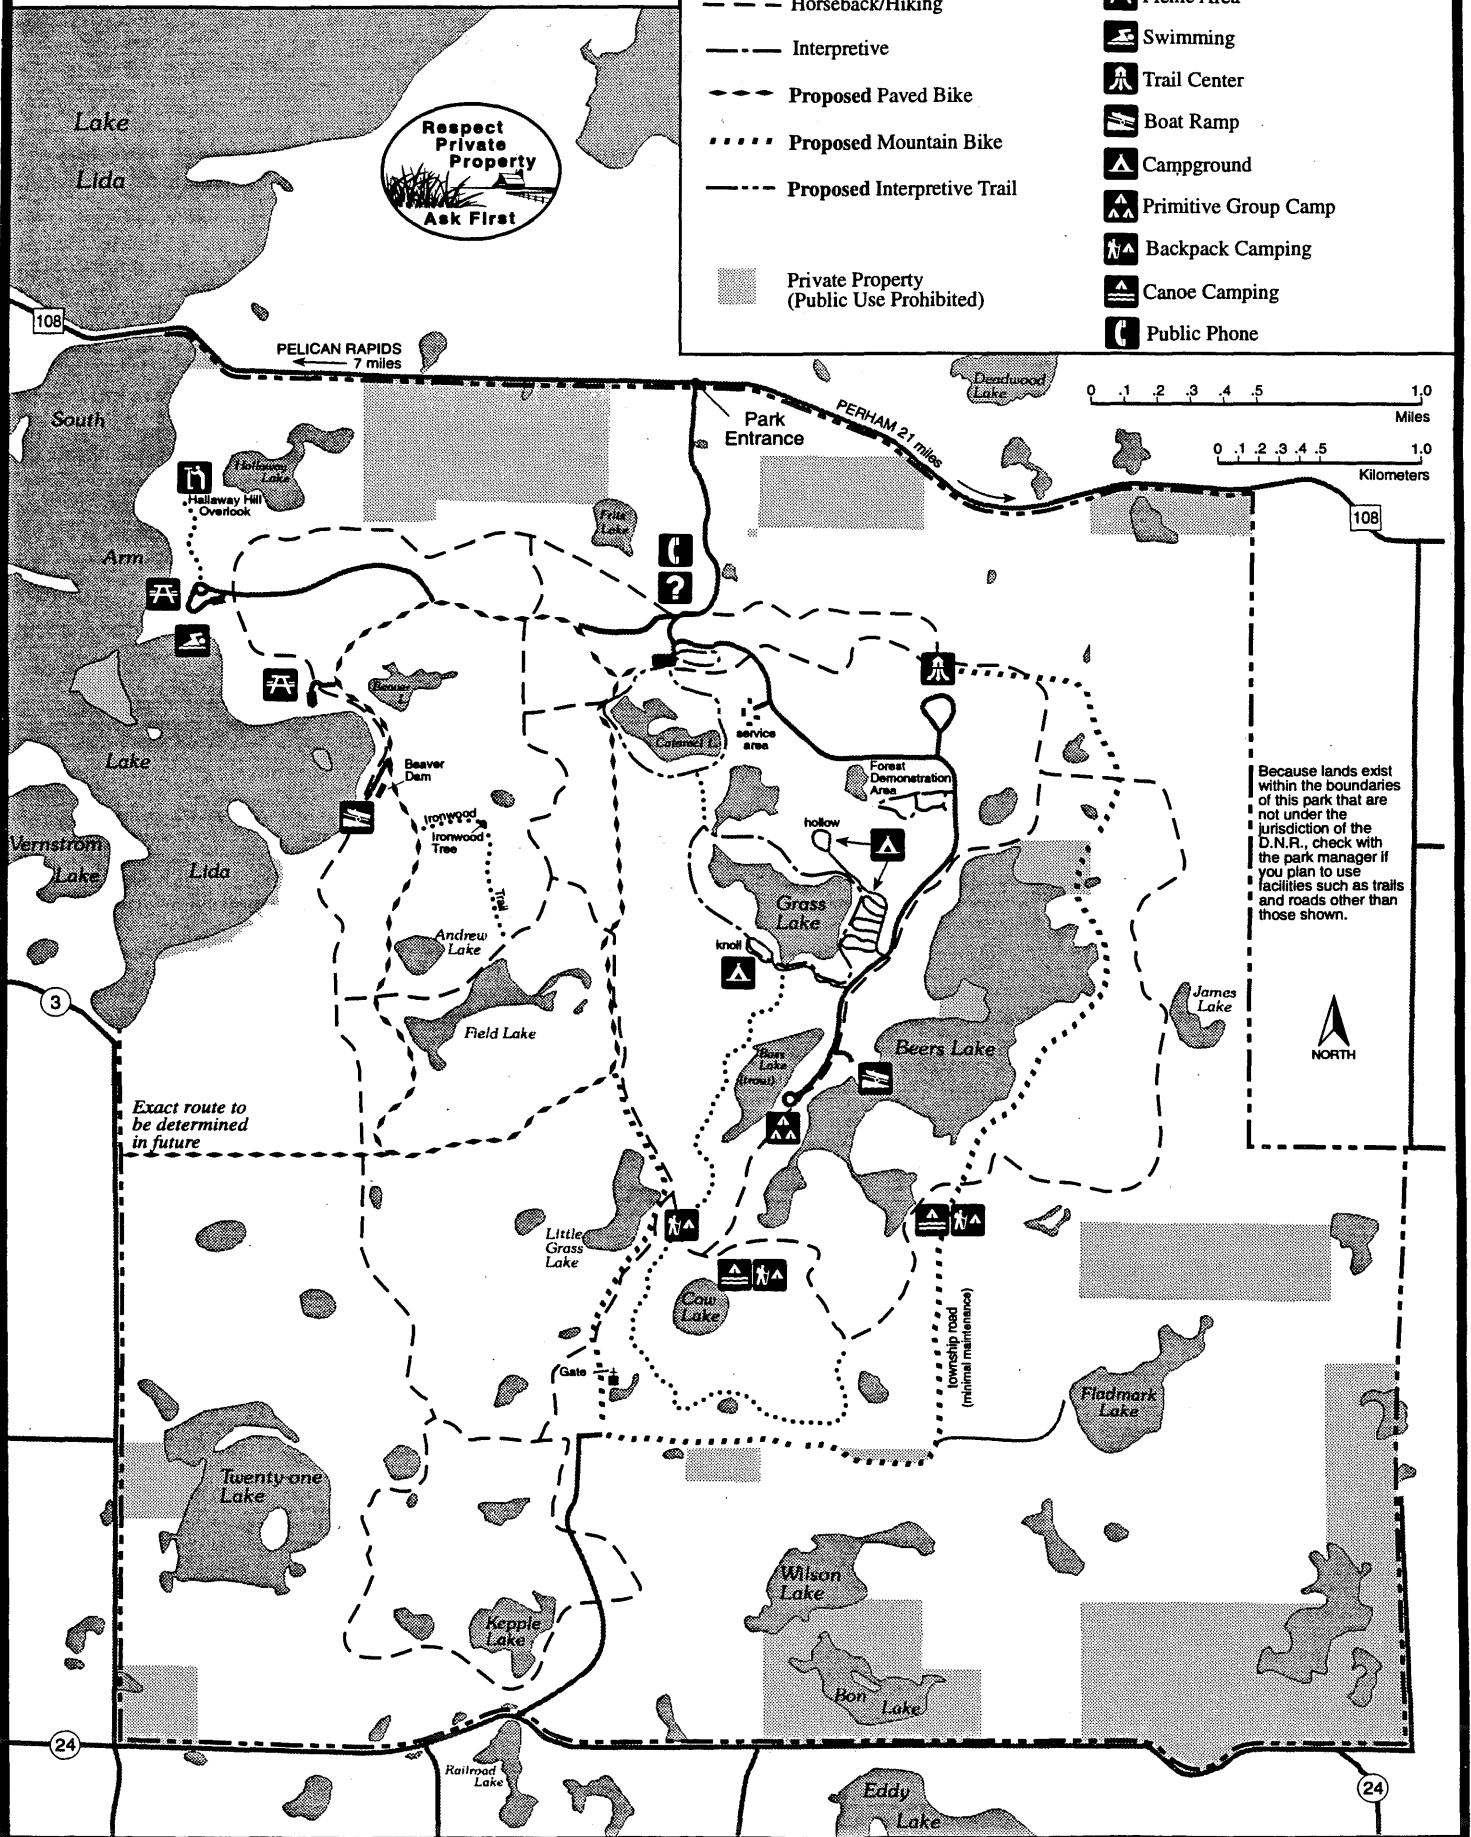 Horseback/Hiking
Interpretive
Proposed Paved Bike
Proposed Mountain Bike
Proposed Interpretive Trail
Private Property
(Public Use Prohibited)
Picnic Area
Swimming
Trail Center
Boat Ramp
Campground
Primitive Group Camp
Backpack Camping
Canoe Camping
Public Phone
Lake
Lida
Respect
Private
Property
Ask First
108
PELICAN RAPIDS
7 miles
Deadwood
Lake
0 .1 .2 .3 .4 .5 1.0
Miles
0 .1 .2 .3 .4 .5 1.0
Kilometers
South
Park
Entrance
PERHAM 21 miles
Hallaway
Lake
Hallaway Hill
Overlook
108
Lake
Arm
?
Beaver
L.
service
area
Lake
Beaver
Dam
Forest
Demonstration
Area
Because lands exist
within the boundaries
of this park that are
not under the
jurisdiction of the
D.N.R., check with
the park manager if
you plan to use
facilities such as trails
and roads other than
those shown.
Ironwood
Ironwood
Tree
Trail
hollow
Vernstrom
Lake
Lida
Grass
Lake
Andrew
Lake
knoll
3
Field Lake
James
Lake
NORTH
Bass
Lake
(trout)
Beers Lake
Exact route to
be determined
in future
Little
Grass
Lake
Cow
Lake
township road
(minimal maintenance)
Gate
Fladmark
Lake
Twenty-one
Lake
Wilson
Lake
Kepple
Lake
Bon Lake
24
Railroad
Lake
Eddy
Lake
24